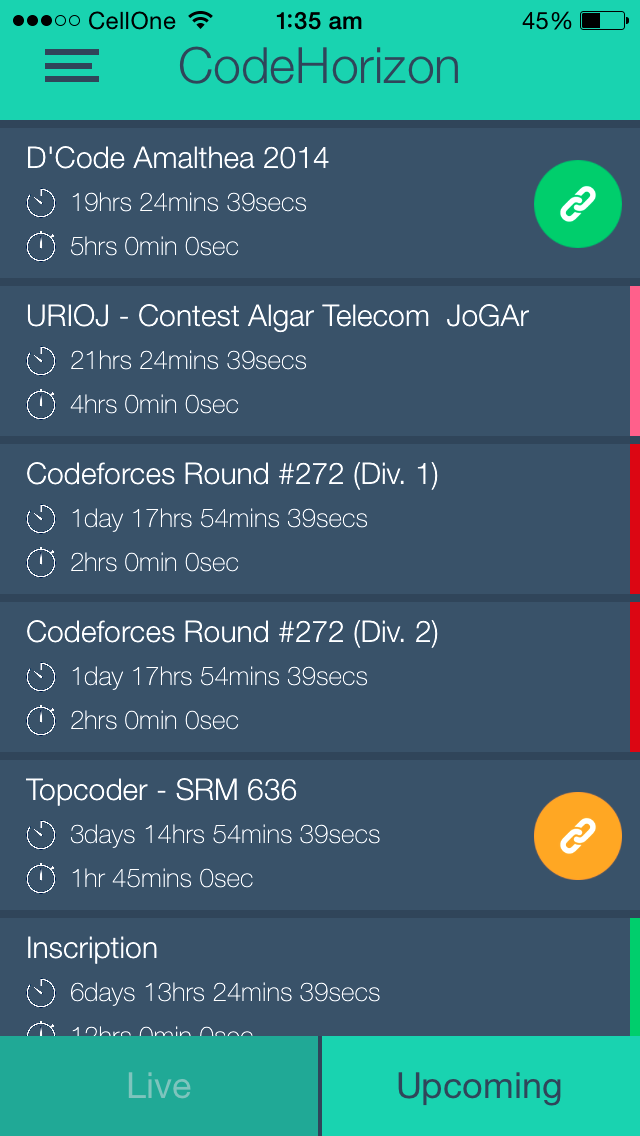 CellOne 1:35 am 45%
CodeHorizon
D'Code Amalthea 2014
19hrs 24mins 39secs
5hrs 0min 0sec
URIOJ - Contest Algar Telecom  JoGAr
21hrs 24mins 39secs
4hrs 0min 0sec
Codeforces Round #272 (Div. 1)
1day 17hrs 54mins 39secs
2hrs 0min 0sec
Codeforces Round #272 (Div. 2)
1day 17hrs 54mins 39secs
2hrs 0min 0sec
Topcoder - SRM 636
3days 14hrs 54mins 39secs
1hr 45mins 0sec
Inscription
6days 13hrs 24mins 39secs
12hrs 0min 0sec
Live Upcoming